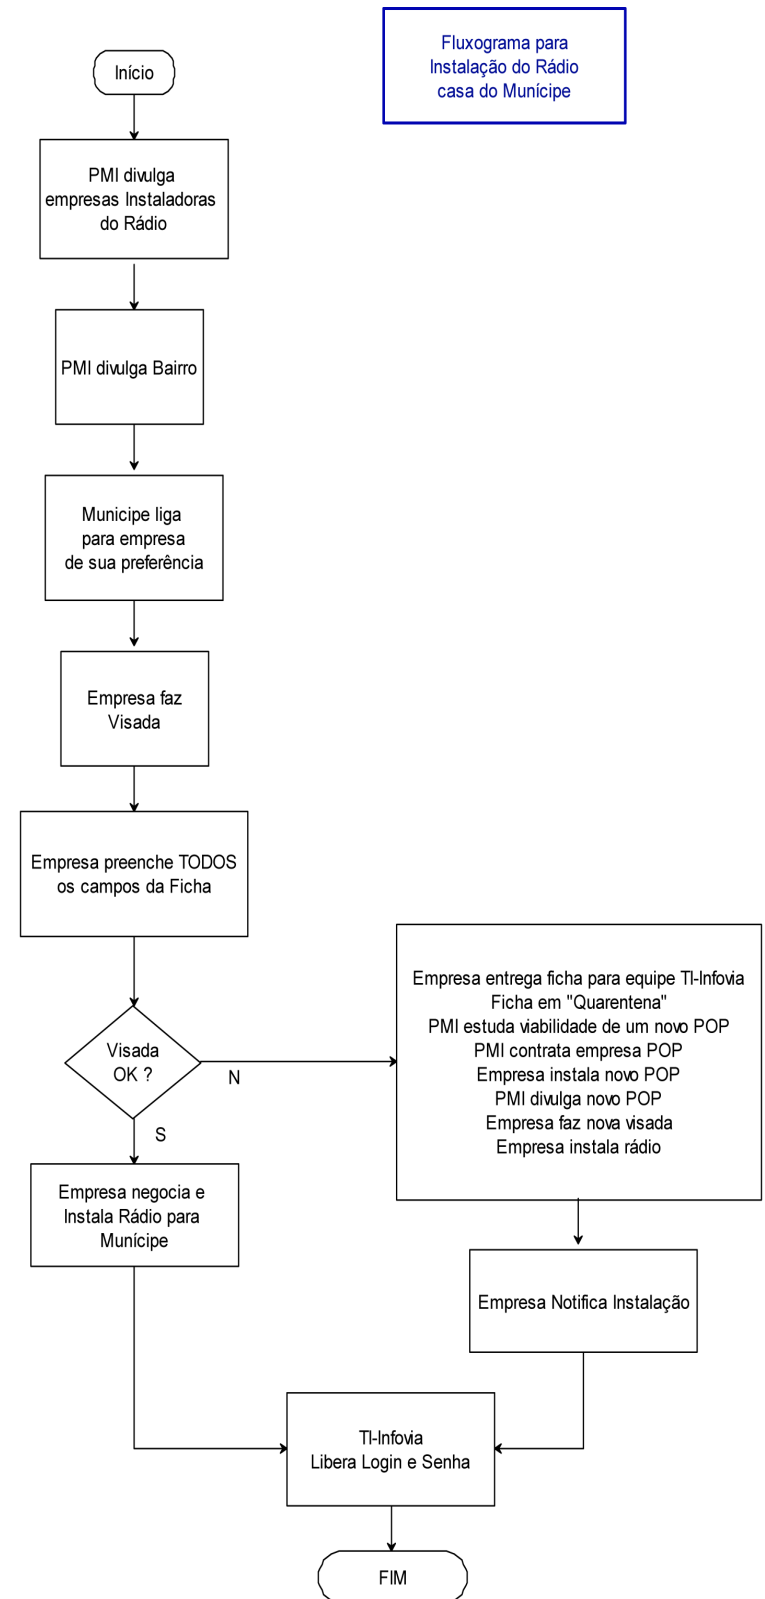 Fluxograma para
Instalação do Rádio
casa do Munícipe
Início
PMI divulga
empresas Instaladoras
do Rádio
PMI divulga Bairro
Municipe liga
para empresa
de sua preferência
Empresa faz
Visada
Empresa preenche TODOS
os campos da Ficha
Visada
OK ?
N
S
Empresa entrega ficha para equipe TI-Infovia
Ficha em "Quarentena"
PMI estuda viabilidade de um novo POP
PMI contrata empresa POP
Empresa instala novo POP
PMI divulga novo POP
Empresa faz nova visada
Empresa instala rádio
Empresa negocia e
Instala Rádio para
Munícipe
Empresa Notifica Instalação
TI-Infovia
Libera Login e Senha
FIM